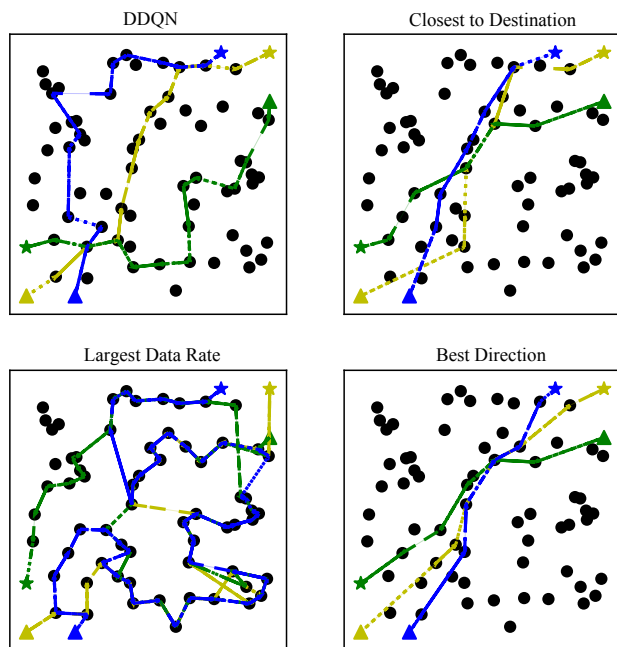 DDQN
Closest to Destination
Largest Data Rate
Best Direction